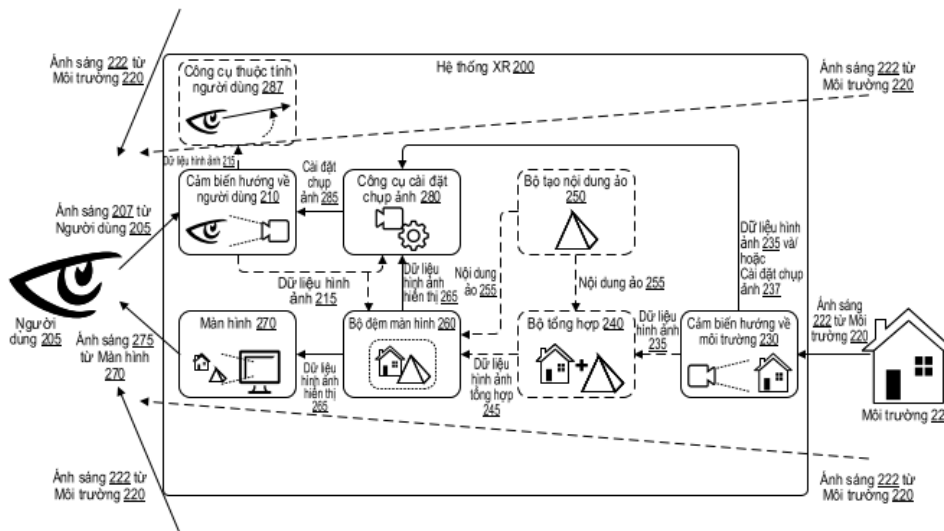 Ánh sáng 222 từ
Môi trường 220
Hệ thống XR 200
Ánh sáng 222 từ
Môi trường 220
Công cụ thuộc tính
người dùng 287
Dữ liệu hình ảnh 215
Cảm biến hướng về
người dùng 210
Cài đặt
chụp
ảnh 285
Công cụ cài đặt
chụp ảnh 280
Bộ tạo nội dung ảo
250
Ánh sáng 207 từ
Người dùng 205
Dữ liệu hình
ảnh 235 và/
hoặc
Cài đặt chụp
ảnh 237
Dữ liệu hình
ảnh 215
Dữ liệu
hình ảnh
hiển thị 265
Nội dung
ảo 255
Nội dung ảo 255
Người
dùng 205
Ánh sáng 275
từ Màn hình
270
Màn hình 270
Dữ liệu
hình ảnh
hiển thị
265
Bộ đệm màn hình 260
Dữ liệu
hình ảnh
tổng hợp
245
Bộ tổng hợp 240
Dữ liệu
hình ảnh
235
Cảm biến hướng về
môi trường 230
Ánh sáng
222 từ Môi
trường 220
Môi trường 22
Ánh sáng 222 từ
Môi trường 220
Ánh sáng 222 từ
Môi trường 220